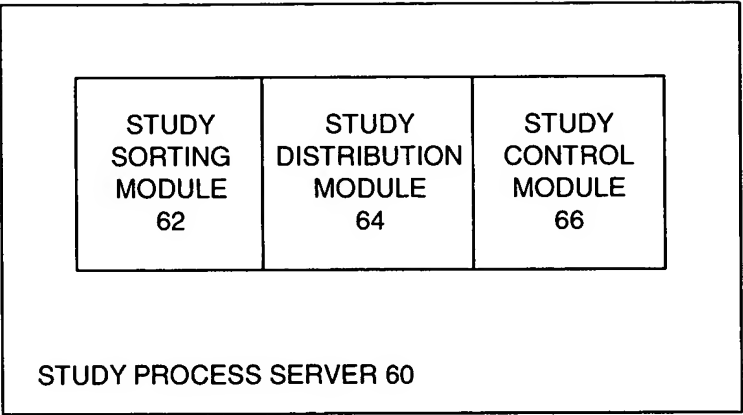 STUDY
SORTING
MODULE
62
STUDY
DISTRIBUTION
MODULE
64
STUDY
CONTROL
MODULE
66
STUDY PROCESS SERVER 60